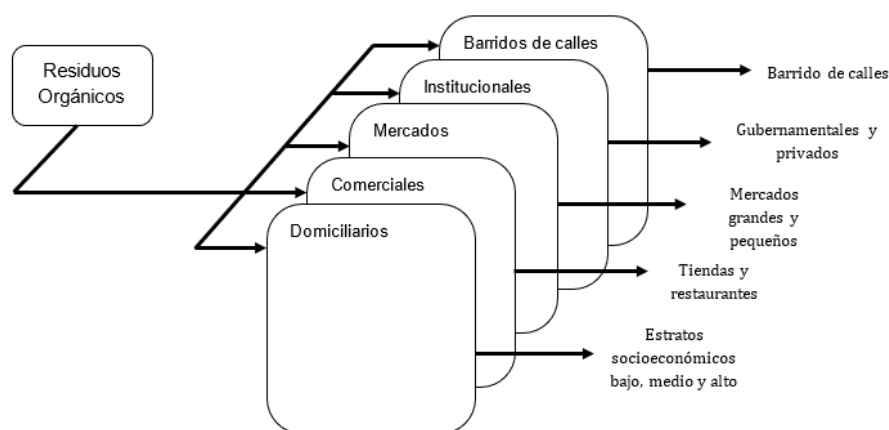 Residuos
Orgánicos
Barridos de calles
Institucionales
Mercados
Comerciales
Domiciliarios
Barrido de calles
Gubernamentales y
privados
Mercados
grandes y
pequeños
Tiendas y
restaurantes
Estratos
socioeconómicos
bajo, medio y alto